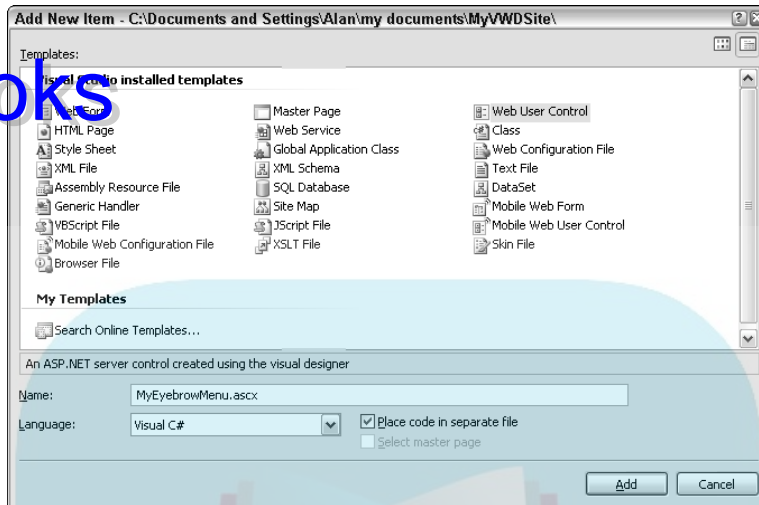 Add New Item - C:\Documents and Settings\Alan\my documents\MyVWDSite\
Templates:
oks
Visual Studio installed templates
Web Form Master Page Web User Control
HTML Page Web Service Class
Style Sheet Global Application Class Web Configuration File
XML File XML Schema Text File
Assembly Resource File SQL Database DataSet
Generic Handler Site Map Mobile Web Form
VBScript File JScript File Mobile Web User Control
Mobile Web Configuration File XSLT File Skin File
Browser File
My Templates
Search Online Templates...
An ASP.NET server control created using the visual designer
Name: MyEyebrowMenu.ascx
Language: Visual C# Place code in separate file
Select master page
Add Cancel